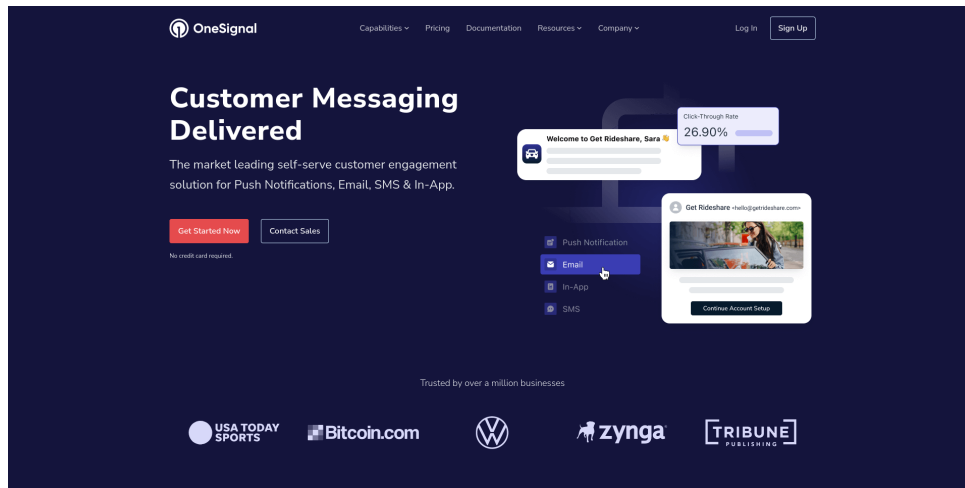 OneSignal
Capabilities Pricing Documentation Resources Company
Log In Sign Up
Customer Messaging
Delivered
The market leading self-serve customer engagement
solution for Push Notifications, Email, SMS & In-App.
Get Started Now Contact Sales
No credit card required.
Click-Through Rate
26.90%
Welcome to Get Rideshare, Sara 👋
Get Rideshare <hello@getrideshare.com>
Continue Account Setup
Push Notification
Email
In-App
SMS
Trusted by over a million businesses
USA TODAY
SPORTS
Bitcoin.com
zynga
TRIBUNE
PUBLISHING